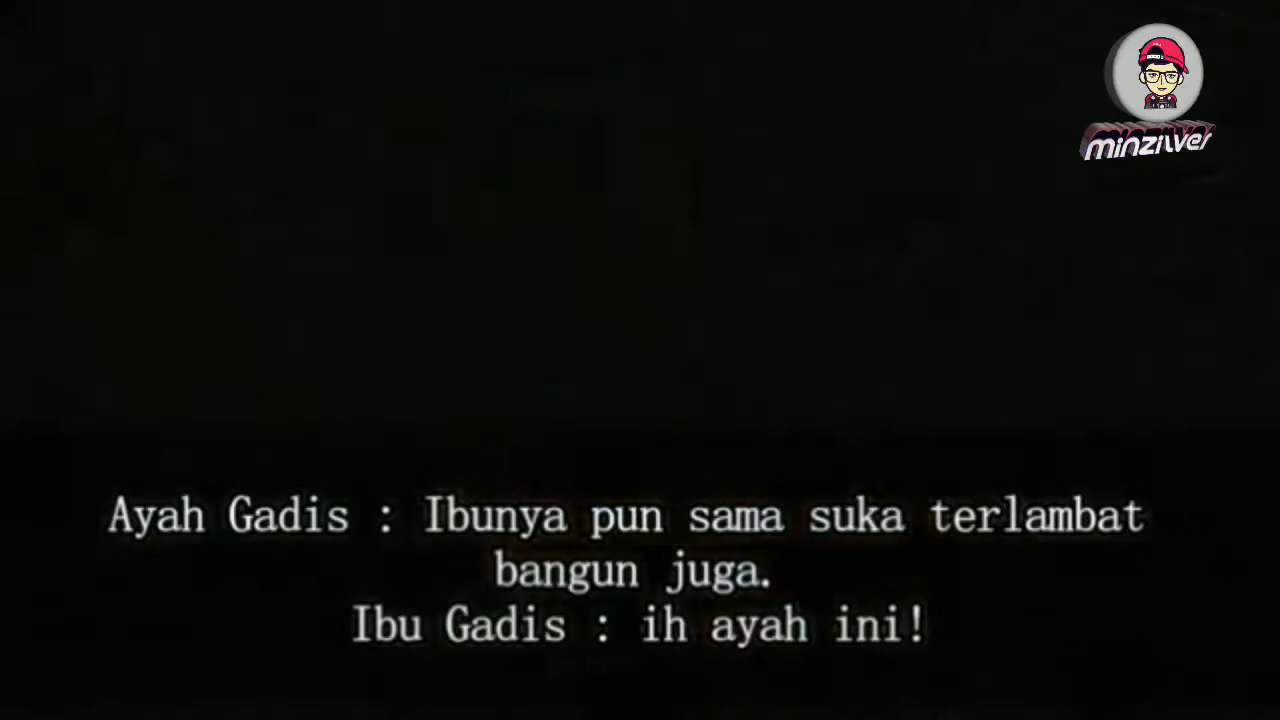 minzilver
Ayah Gadis : Ibunya pun sama suka terlambat
bangun juga.
Ibu Gadis : ih ayah ini!